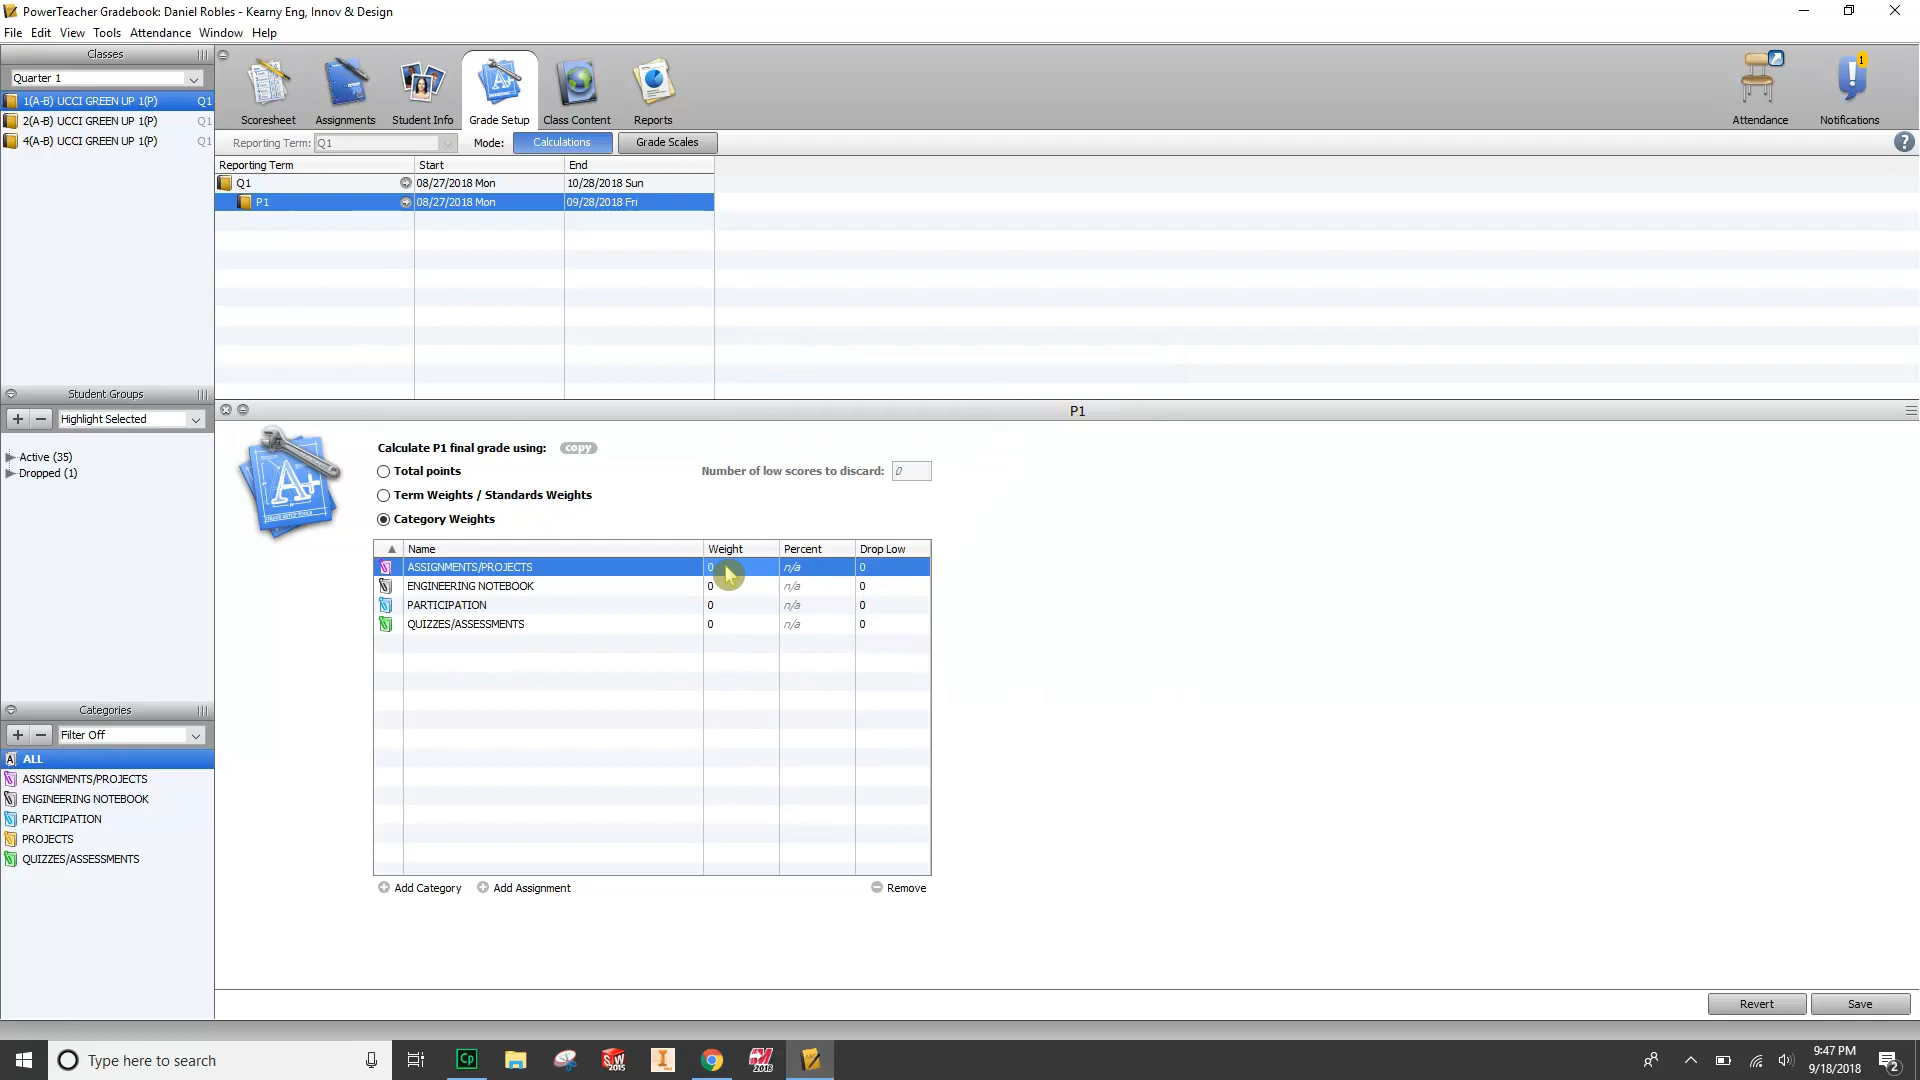 PowerTeacher Gradebook: Daniel Robles - Kearny Eng, Innov & Design
File Edit View Tools Attendance Window Help
Classes
Quarter 1
1(A-B) UCCI GREEN UP 1(P) Q1
2(A-B) UCCI GREEN UP 1(P) Q1
4(A-B) UCCI GREEN UP 1(P) Q1
Scoresheet Assignments Student Info Grade Setup Class Content Reports
Attendance Notifications
1
Reporting Term: Q1 Mode: Calculations Grade Scales
Reporting Term Start End
Q1 08/27/2018 Mon 10/28/2018 Sun
P1 08/27/2018 Mon 09/28/2018 Fri
Student Groups
Highlight Selected
Active (35)
Dropped (1)
P1
Calculate P1 final grade using: copy
Total points
Number of low scores to discard: 0
Term Weights / Standards Weights
Category Weights
Name Weight Percent Drop Low
ASSIGNMENTS/PROJECTS 0 n/a 0
ENGINEERING NOTEBOOK 0 n/a 0
PARTICIPATION 0 n/a 0
QUIZZES/ASSESSMENTS 0 n/a 0
Add Category Add Assignment Remove
Categories
Filter Off
ALL
ASSIGNMENTS/PROJECTS
ENGINEERING NOTEBOOK
PARTICIPATION
PROJECTS
QUIZZES/ASSESSMENTS
Revert Save
Type here to search
Cp
SW
2015
2018
9:47 PM
9/18/2018
2